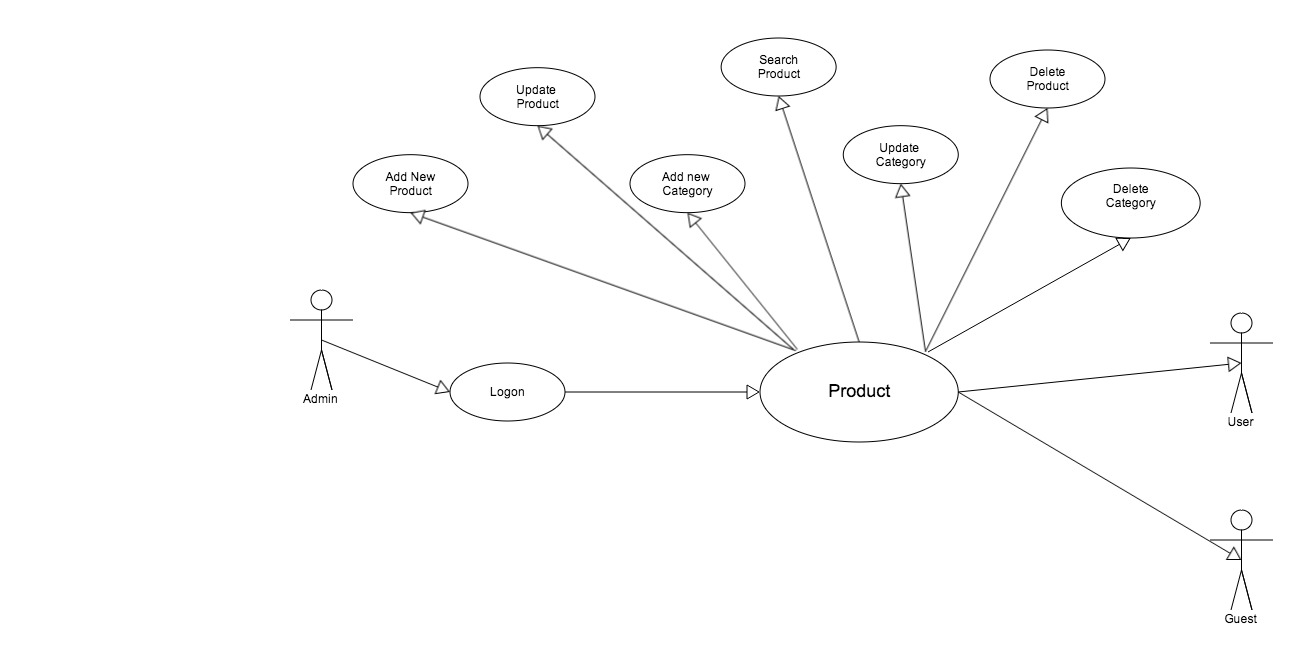 Search
Product
Delete
Product
Update
Product
Update
Category
Add New
Product
Add new
Category
Delete
Category
Admin
Logon
Product
User
Guest